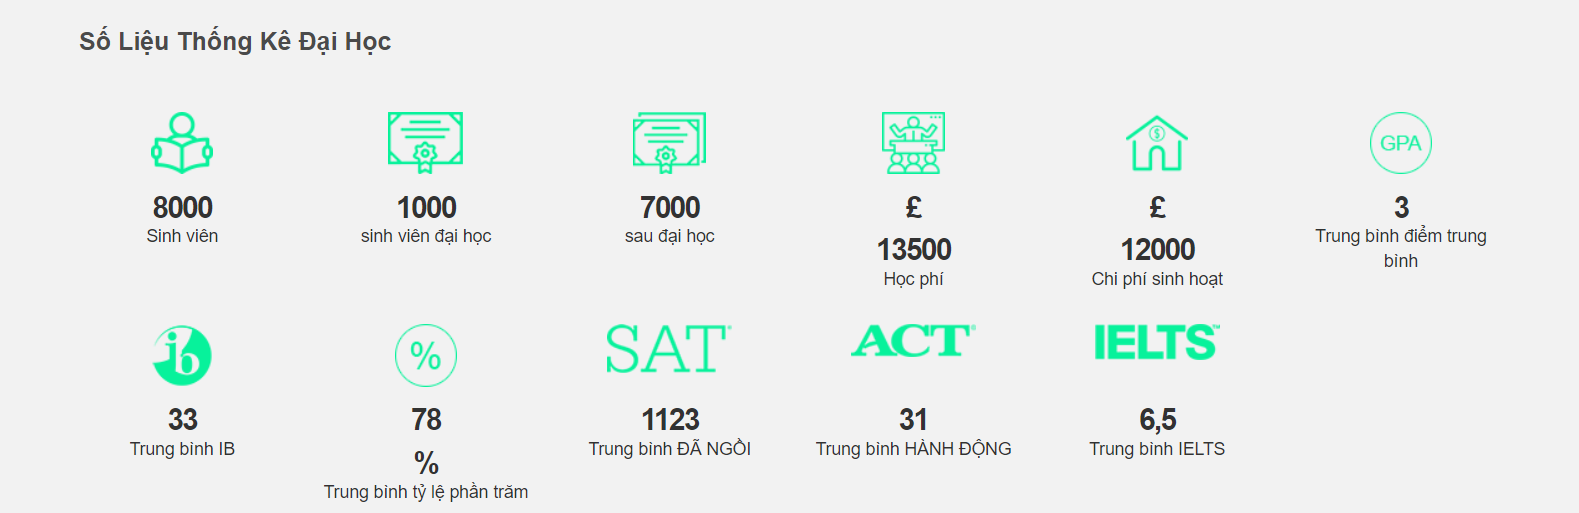 Số Liệu Thống Kê Đại Học
8000
Sinh viên
1000
sinh viên đại học
7000
sau đại học
£
13500
Học phí
£
12000
Chi phí sinh hoạt
GPA
3
Trung bình điểm trung
bình
ib
33
Trung bình IB
%
78
%
Trung bình tỷ lệ phần trăm
SAT
1123
Trung bình ĐÃ NGỒI
ACT
31
Trung bình HÀNH ĐỘNG
IELTS™
6,5
Trung bình IELTS